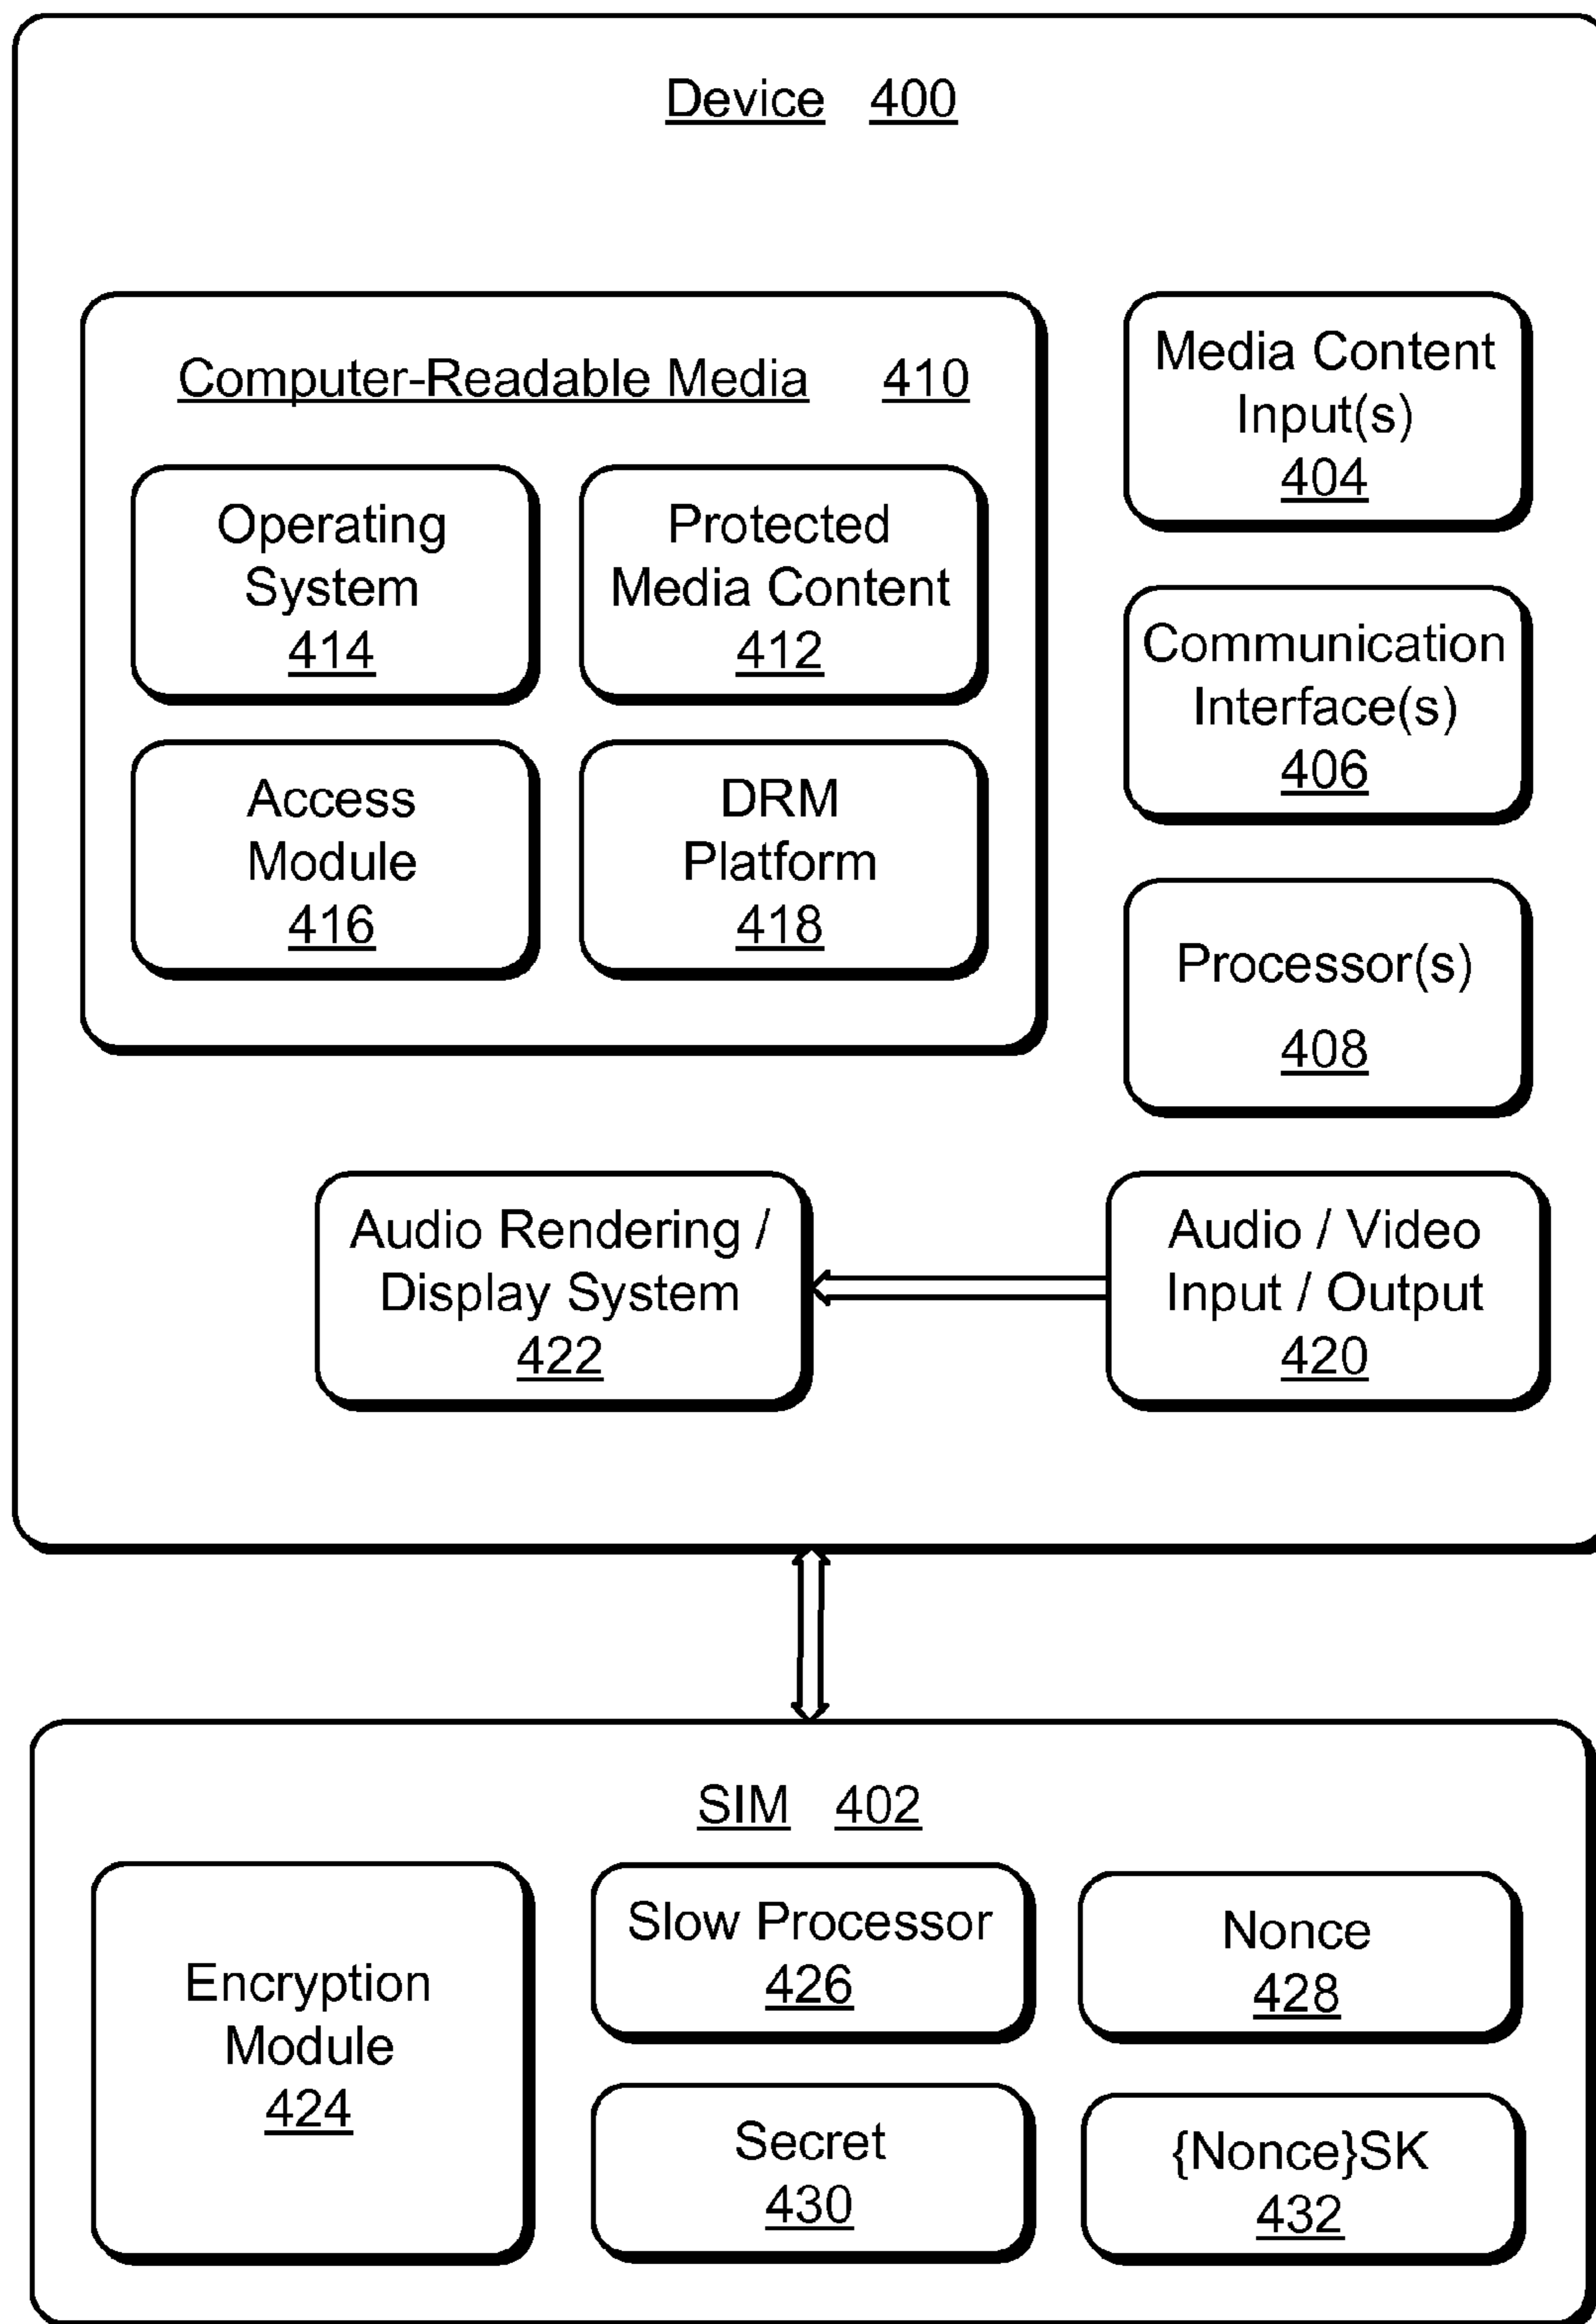 Device 400
Computer-Readable Media 410
Operating
System
414
Protected
Media Content
412
Access
Module
416
DRM
Platform
418
Media Content
Input(s)
404
Communication
Interface(s)
406
Processor(s)
408
Audio Rendering /
Display System
422
Audio / Video
Input / Output
420
SIM 402
Encryption
Module
424
Slow Processor
426
Nonce
428
Secret
430
{Nonce}SK
432